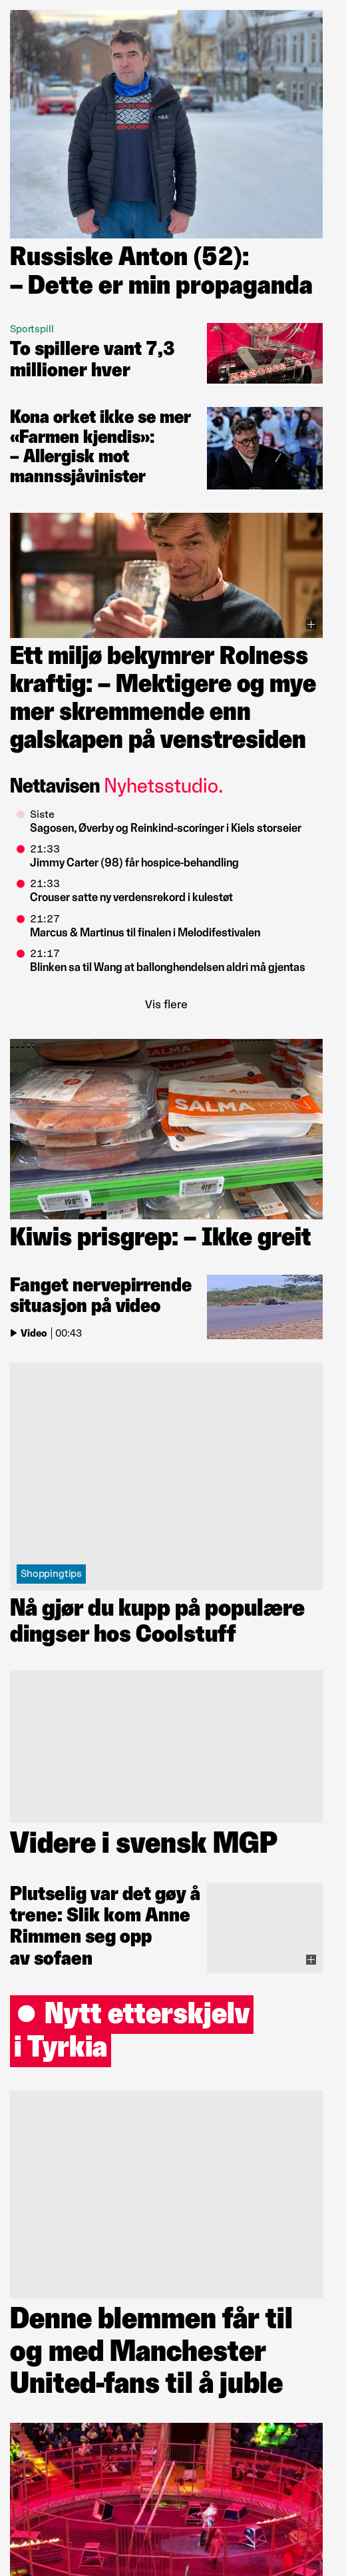 Russiske Anton (52):
– Dette er min propaganda
Sportspill
To spillere vant 7,3
millioner hver
Kona orket ikke se mer
«Farmen kjendis»:
– Allergisk mot
mannssjåvinister
Ett miljø bekymrer Rolness
kraftig: – Mektigere og mye
mer skremmende enn
galskapen på venstresiden
Nettavisen Nyhetsstudio.
Siste
Sagosen, Øverby og Reinkind-scoringer i Kiels storseier
21:33
Jimmy Carter (98) får hospice-behandling
21:33
Crouser satte ny verdensrekord i kulestøt
21:27
Marcus & Martinus til finalen i Melodifestivalen
21:17
Blinken sa til Wang at ballonghendelsen aldri må gjentas
Vis flere
SALMA LOIN
198
Kiwis prisgrep: – Ikke greit
Fanget nervepirrende
situasjon på video
Video | 00:43
Shoppingtips
Nå gjør du kupp på populære
dingser hos Coolstuff
Videre i svensk MGP
Plutselig var det gøy å
trene: Slik kom Anne
Rimmen seg opp
av sofaen
Nytt etterskjelv
i Tyrkia
Denne blemmen får til
og med Manchester
United-fans til å juble